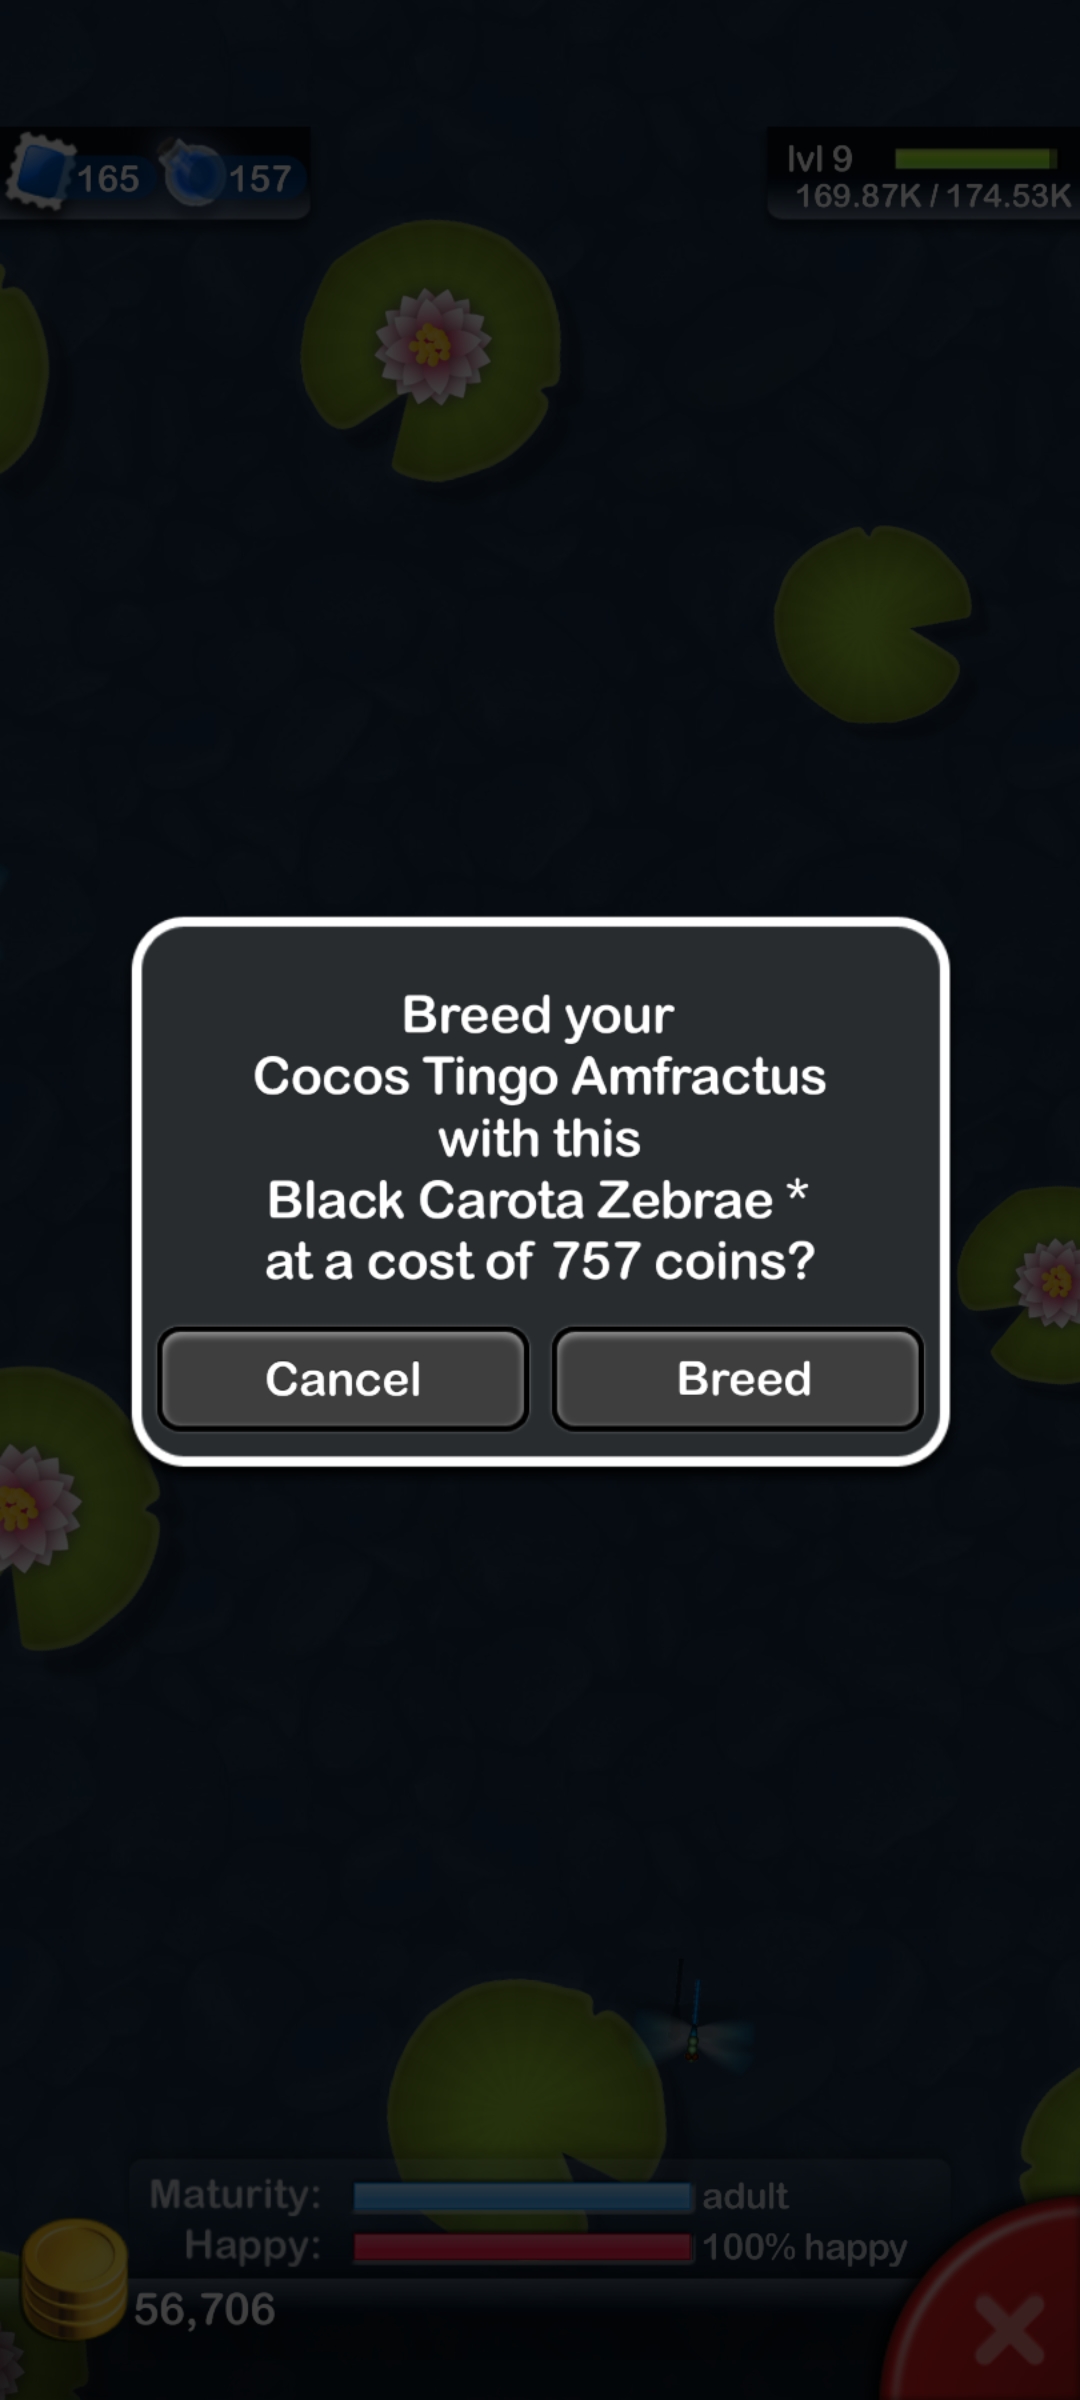 165 157
lvl 9
169.87K / 174.53K
Breed your
Cocos Tingo Amfractus
with this
Black Carota Zebrae *
at a cost of 757 coins?
Cancel Breed
Maturity: adult
Happy: 100% happy
56,706